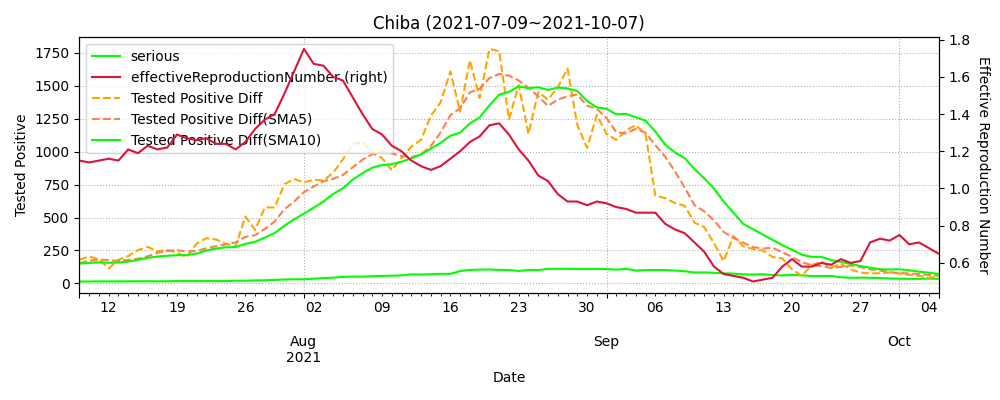 Chiba (2021-07-09~2021-10-07)
serious
effectiveReproductionNumber (right)
Tested Positive Diff
Tested Positive Diff(SMA5)
Tested Positive Diff(SMA10)
Tested Positive
1750
1500
1250
1000
750
500
250
0
Effective Reproduction Number
1.8
1.6
1.4
1.2
1.0
0.8
0.6
12 19 26 02 09 16 23 30 06 13 20 27 04
Aug Sep Oct
2021
Date